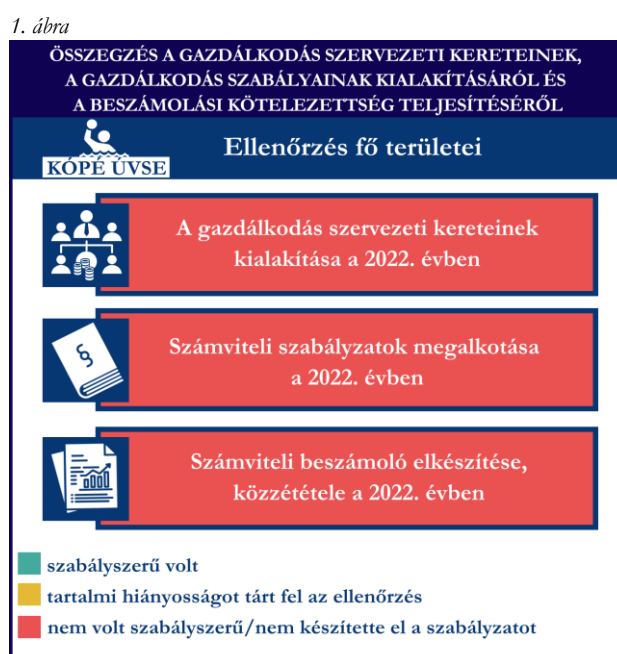 1. ábra
ÖSSZEGZÉS A GAZDÁLKODÁS SZERVEZETI KERETEINEK,
A GAZDÁLKODÁS SZABÁLYAINAK KIALAKÍTÁSÁRÓL ÉS
A BESZÁMOLÁSI KÖTELEZETTSÉG TELJESÍTÉSÉRŐL
KÓPÉ ÚVSE
Ellenőrzés fő területei
A gazdálkodás szervezeti kereteinek
kialakítása a 2022. évben
§
Számviteli szabályzatok megalkotása
a 2022. évben
Számviteli beszámoló elkészítése,
közzététele a 2022. évben
szabályszerű volt
tartalmi hiányosságot tárt fel az ellenőrzés
nem volt szabályszerű/nem készítette el a szabályzatot